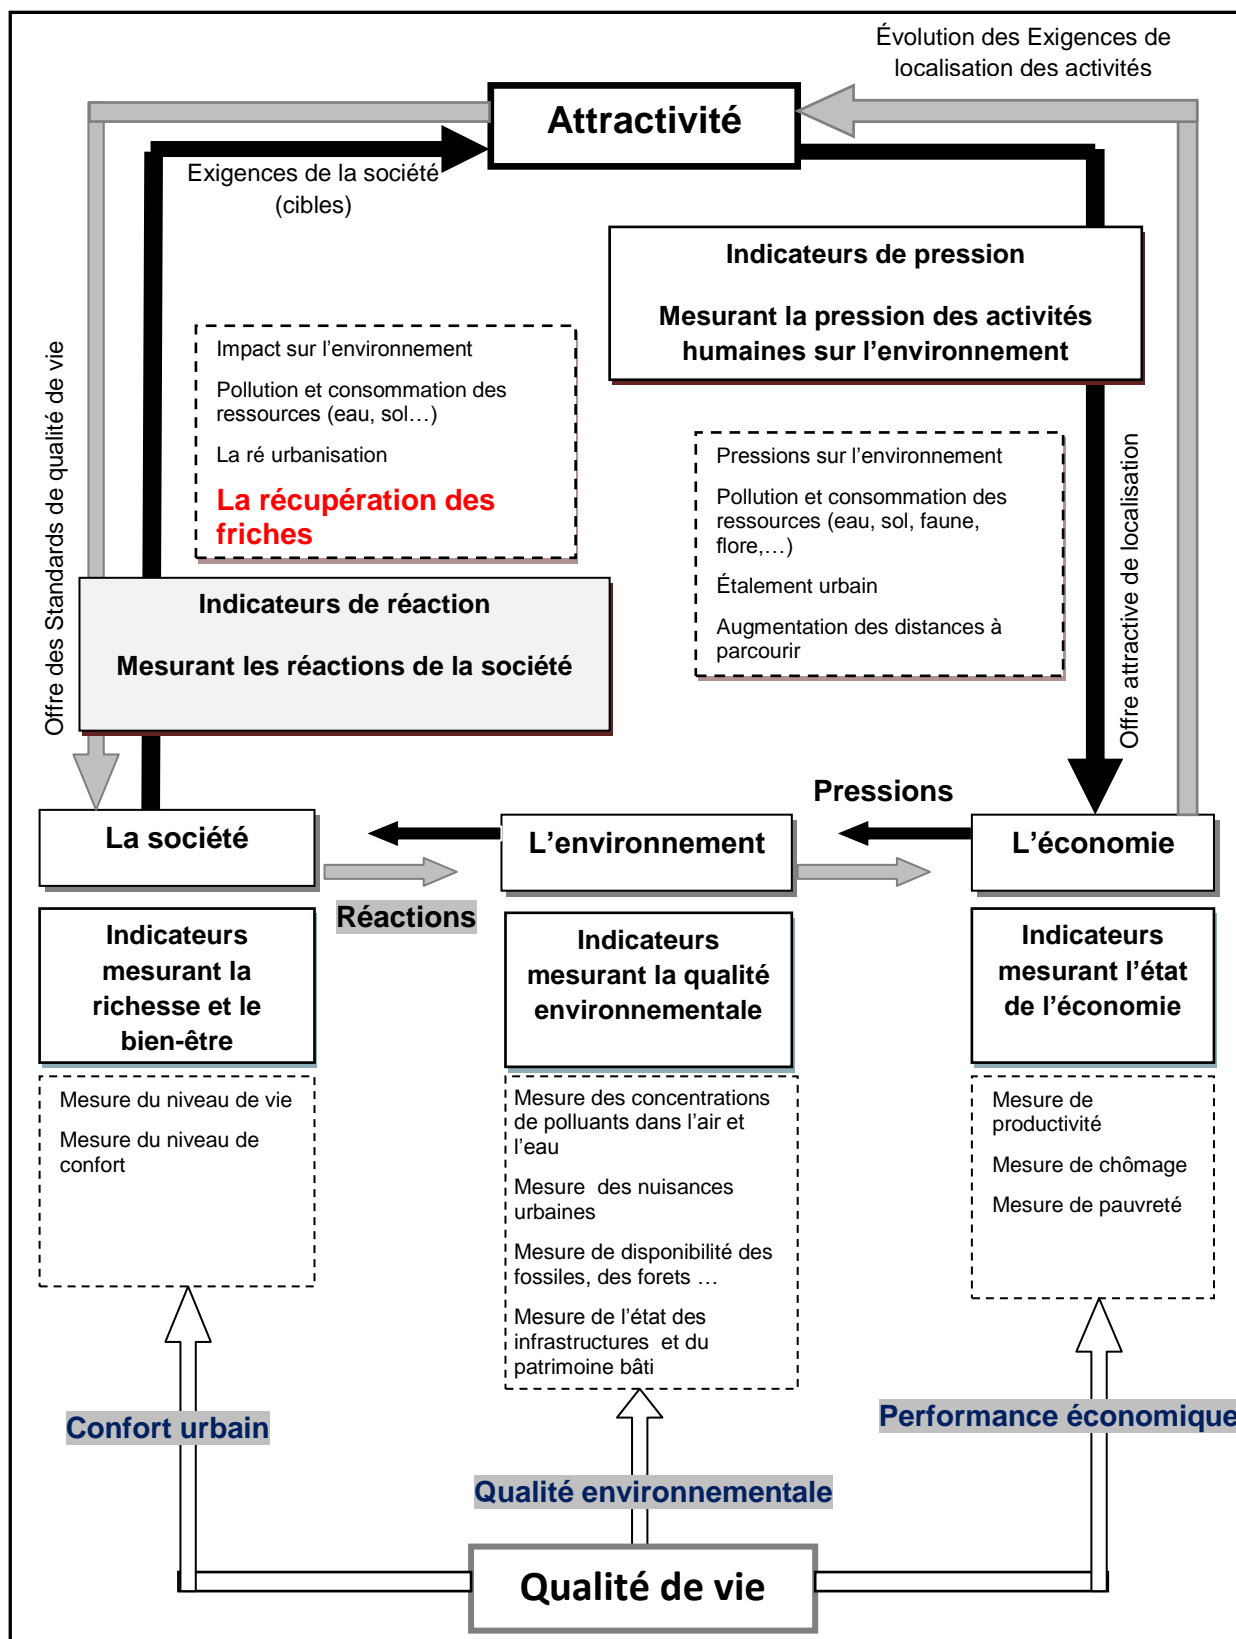 Évolution des Exigences de
localisation des activités
Attractivité
Exigences de la société
(cibles)
Indicateurs de pression
Mesurant la pression des activités
humaines sur l’environnement
Impact sur l’environnement
Pollution et consommation des
ressources (eau, sol…)
La ré urbanisation
La récupération des
friches
Offre des Standards de qualité de vie
Pressions sur l’environnement
Pollution et consommation des
ressources (eau, sol, faune,
flore,…)
Étalement urbain
Augmentation des distances à
parcourir
Offre attractive de localisation
Indicateurs de réaction
Mesurant les réactions de la société
Pressions
La société
L’environnement
L’économie
Réactions
Indicateurs
mesurant la
richesse et le
bien-être
Indicateurs
mesurant la qualité
environnementale
Indicateurs
mesurant l’état
de l’économie
Mesure du niveau de vie
Mesure du niveau de
confort
Mesure des concentrations
de polluants dans l’air et
l’eau
Mesure  des nuisances
urbaines
Mesure de disponibilité des
fossiles, des forets …
Mesure de l’état des
infrastructures  et du
patrimoine bâti
Mesure de
productivité
Mesure de chômage
Mesure de pauvreté
Confort urbain
Performance économique
Qualité environnementale
Qualité de vie